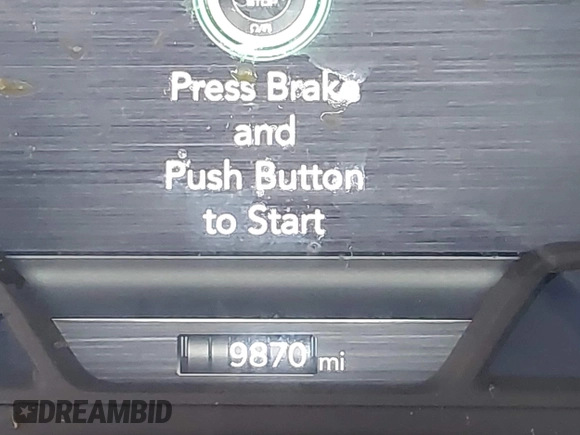 Press Brake
and
Push Button
to Start
9870 mi
DREAMBID